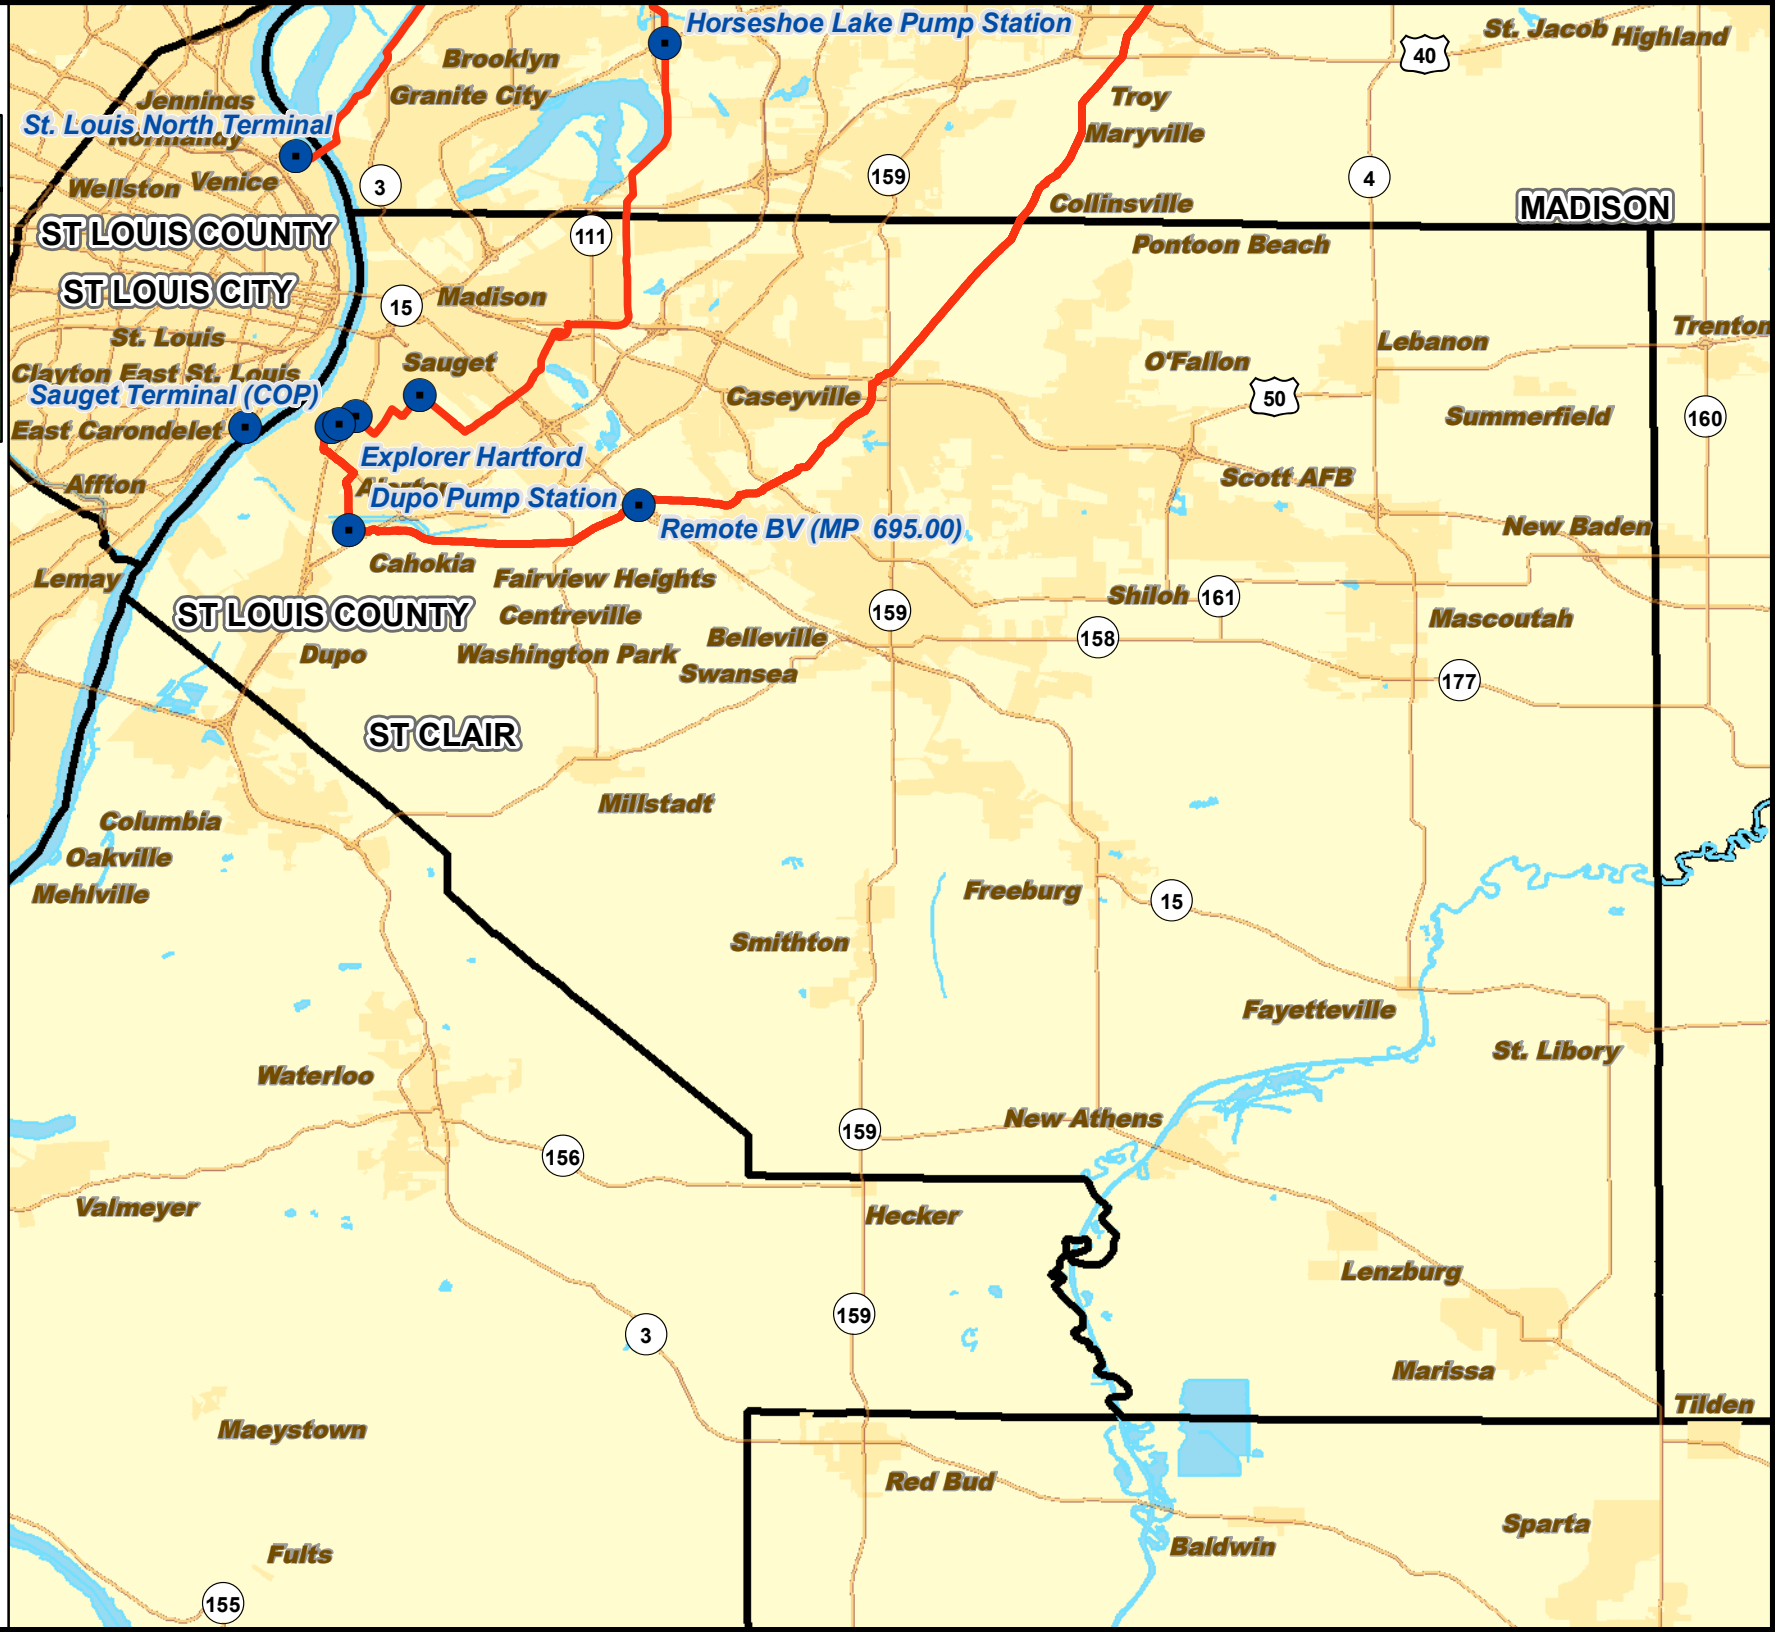 Horseshoe Lake Pump Station
St. Jacob
Highland
40
Brooklyn
Granite City
Troy
Jennings
St. Louis North Terminal
Normandy
Maryville
3
159
4
Wellston
Venice
Collinsville
MADISON
ST LOUIS COUNTY
111
Pontoon Beach
ST LOUIS CITY
15
Madison
St. Louis
Trenton
Lebanon
Sauget
O'Fallon
Clayton
East St. Louis
Sauget Terminal (COP)
Caseyville
50
Summerfield
160
East Carondelet
Explorer Hartford
Affton
Scott AFB
Dupo Pump Station
Remote BV (MP 695.00)
New Baden
Cahokia
Lemay
Fairview Heights
Shiloh
161
ST LOUIS COUNTY
Centreville
159
Mascoutah
Belleville
158
Dupo
Washington Park
Swansea
177
ST CLAIR
Millstadt
Columbia
Oakville
Mehlville
Freeburg
15
Smithton
Fayetteville
St. Libory
Waterloo
New Athens
159
156
Valmeyer
Hecker
Lenzburg
159
3
Marissa
Tilden
Maeystown
Red Bud
Sparta
Baldwin
Fults
155